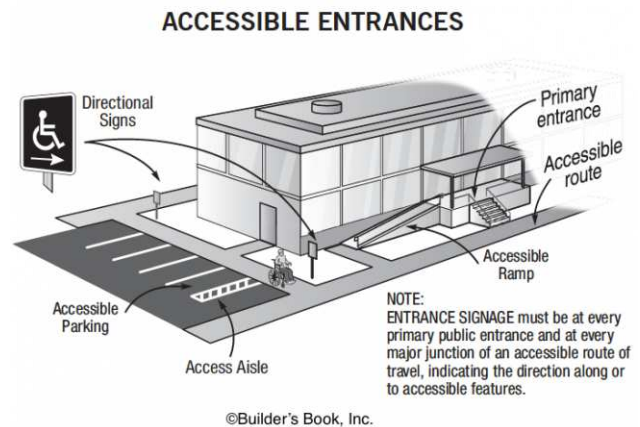 ACCESSIBLE ENTRANCES
Directional
Signs
Primary
entrance
Accessible
route
Accessible
Ramp
Accessible
Parking
Access Aisle
NOTE:
ENTRANCE SIGNAGE must be at every
primary public entrance and at every
major junction of an accessible route of
travel, indicating the direction along or
to accessible features.
©Builder's Book, Inc.